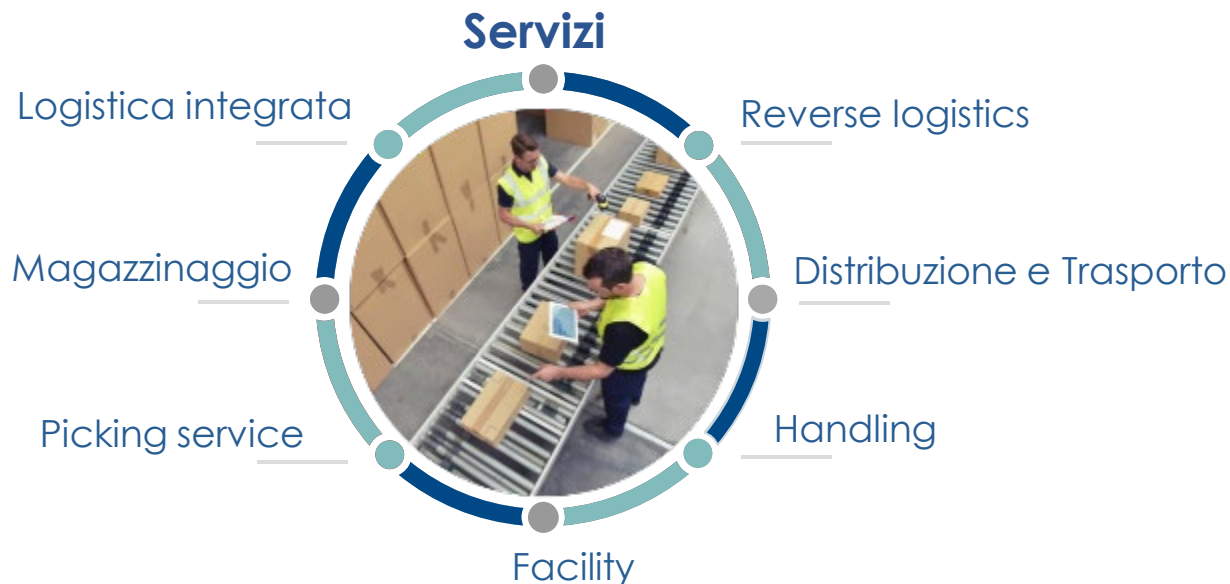 Servizi
Logistica integrata
Reverse logistics
Magazzinaggio
Distribuzione e Trasporto
Picking service
Handling
Facility